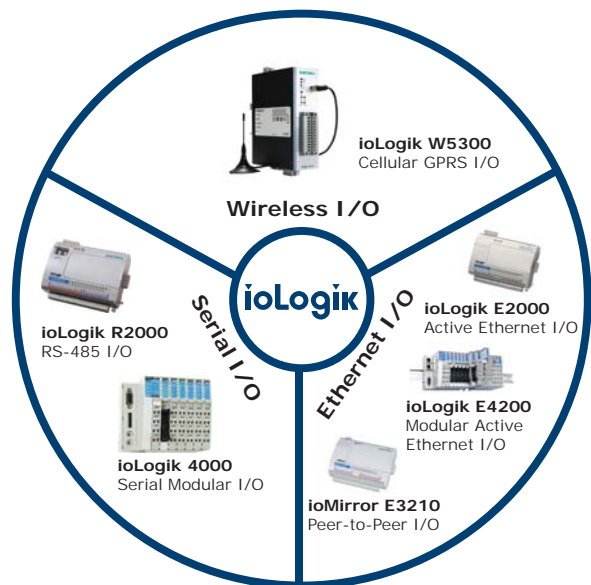 ioLogik W5300
Cellular GPRS I/O
Wireless I/O
ioLogik
Serial I/O
ioLogik R2000
RS-485 I/O
ioLogik 4000
Serial Modular I/O
Ethernet I/O
ioLogik E2000
Active Ethernet I/O
ioLogik E4200
Modular Active
Ethernet I/O
ioMirror E3210
Peer-to-Peer I/O